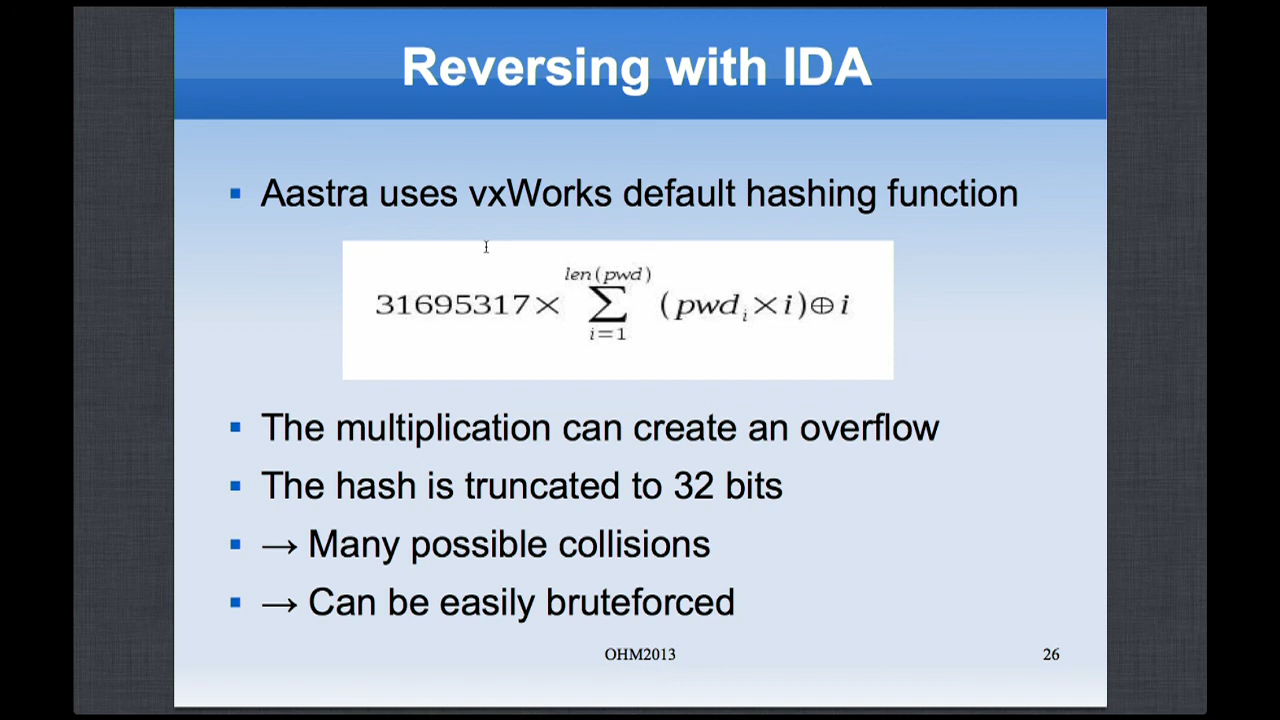 Reversing with IDA
▪ Aastra uses vxWorks default hashing function
len(pwd)
31695317× ∑ (pwdᵢ×i)⊕i
i=1
▪ The multiplication can create an overflow
▪ The hash is truncated to 32 bits
▪ → Many possible collisions
▪ → Can be easily bruteforced
OHM2013 26